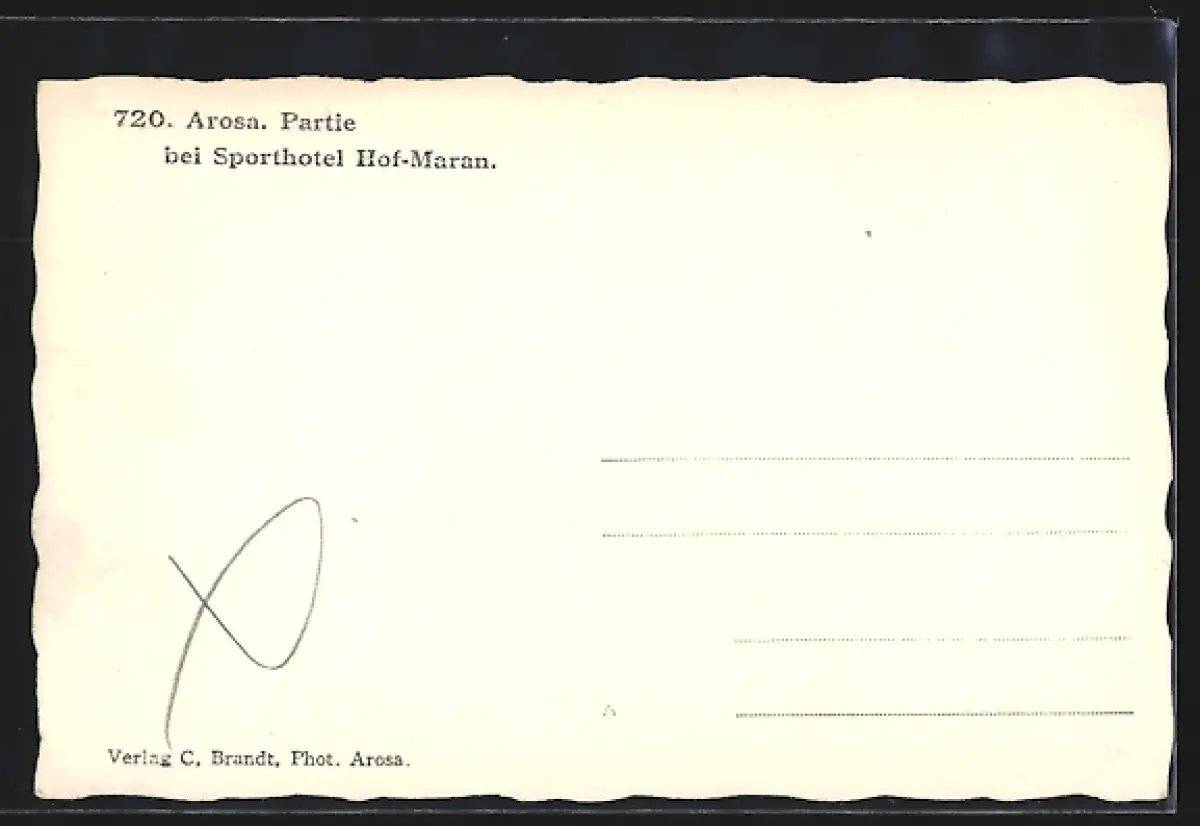 720. Arosa. Partie
bei Sporthotel Hof-Maran.
Verlag C. Brandt, Phot. Arosa.